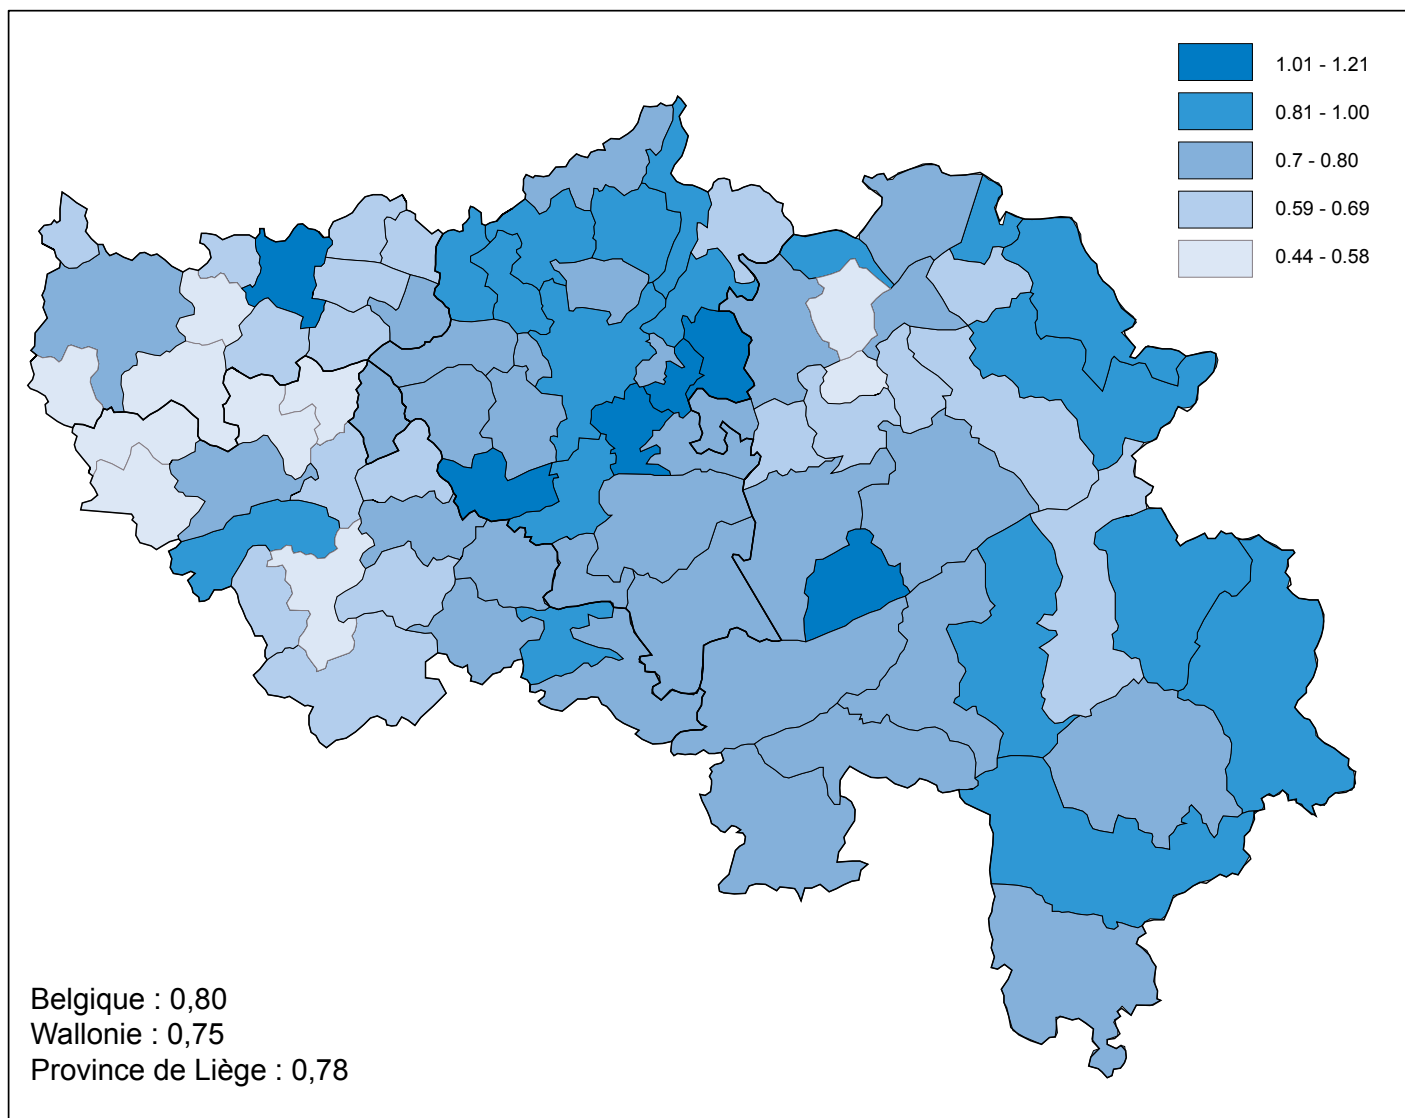 1.01 - 1.21
0.81 - 1.00
0.7 - 0.80
0.59 - 0.69
0.44 - 0.58
Belgique : 0,80
Wallonie : 0,75
Province de Liège : 0,78